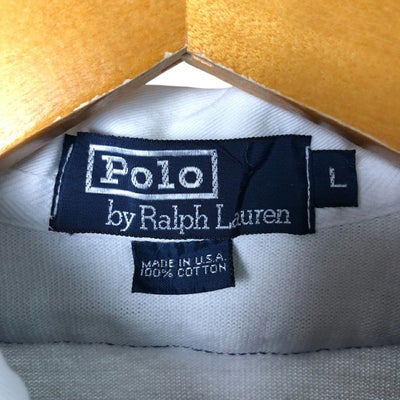 Polo
by Ralph Lauren
L
MADE IN U.S.A.
100% COTTON